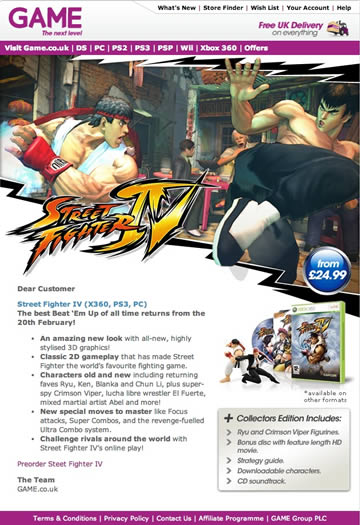 GAME
The next level
What's New | Store Finder | Wish List | Your Account | Help
Free UK Delivery
on everything
Visit Game.co.uk | DS | PC | PS2 | PS3 | PSP | Wii | Xbox 360 | Offers
STREET
FIGHTER IV
from
£24.99
Dear Customer
Street Fighter IV (X360, PS3, PC)
The best Beat 'Em Up of all time returns from the
20th February!
• An amazing new look with all-new, highly
stylised 3D graphics!
• Classic 2D gameplay that has made Street
Fighter the world's favourite fighting game.
• Characters old and new including returning
faves Ryu, Ken, Blanka and Chun Li, plus super-
spy Crimson Viper, lucha libre wrestler El Fuerte,
mixed martial artist Abel and more!
• New special moves to master like Focus
attacks, Super Combos, and the revenge-fuelled
Ultra Combo system.
• Challenge rivals around the world with
Street Fighter IV's online play!
Preorder Steet Fighter IV
The Team
GAME.co.uk
*available on
other formats
+ Collectors Edition Includes:
Ryu and Crimson Viper Figurines.
Bonus disc with feature length HD
movie.
Strategy guide.
Downloadable characters.
CD soundtrack.
Terms & Conditions | Privacy Policy | Contact Us | Affiliate Programme | GAME Group PLC